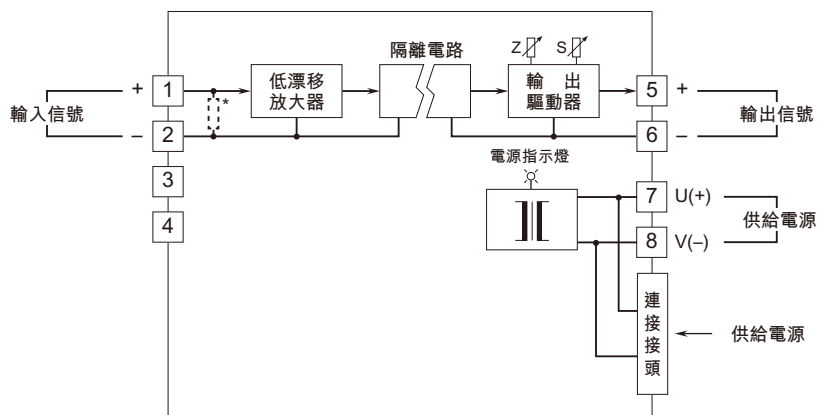 隔離電路
Z S
+ 1 * 低漂移
放大器
輸 出
驅動器
5 +
輸入信號
輸出信號
– 2
6 –
電源指示燈
3
7 U(+)
供給電源
4
8 V(–)
連接接頭
供給電源